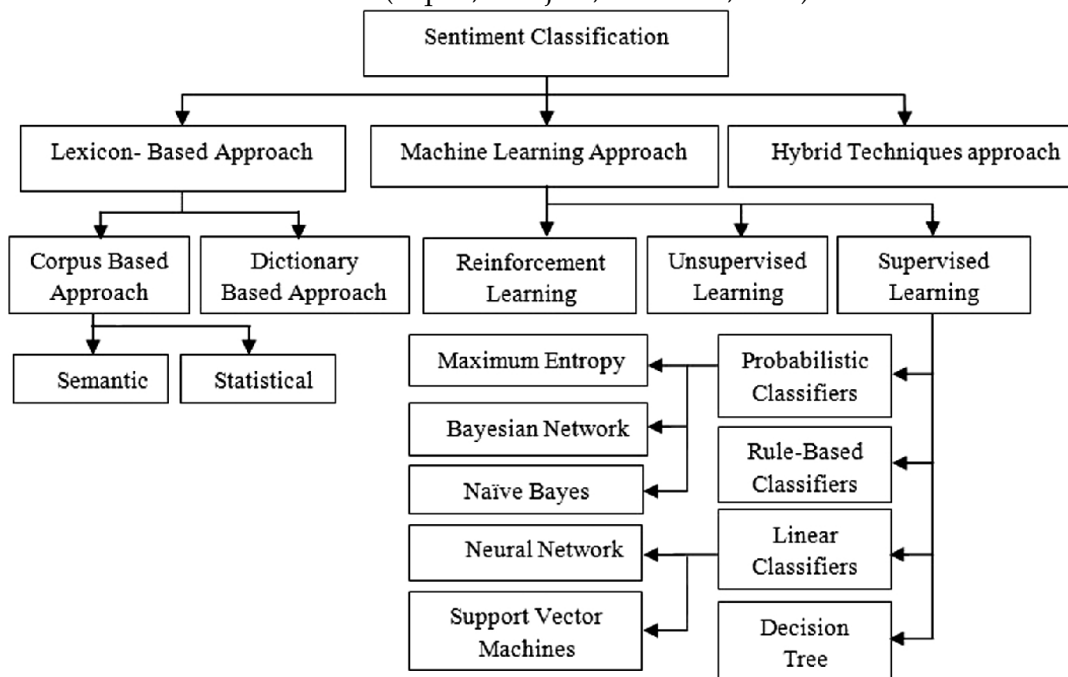 Sentiment Classification
Lexicon- Based Approach
Machine Learning Approach
Hybrid Techniques approach
Corpus Based
Approach
Dictionary
Based Approach
Reinforcement
Learning
Unsupervised
Learning
Supervised
Learning
Semantic
Statistical
Maximum Entropy
Probabilistic
Classifiers
Bayesian Network
Rule-Based
Classifiers
Naïve Bayes
Neural Network
Linear
Classifiers
Support Vector
Machines
Decision
Tree